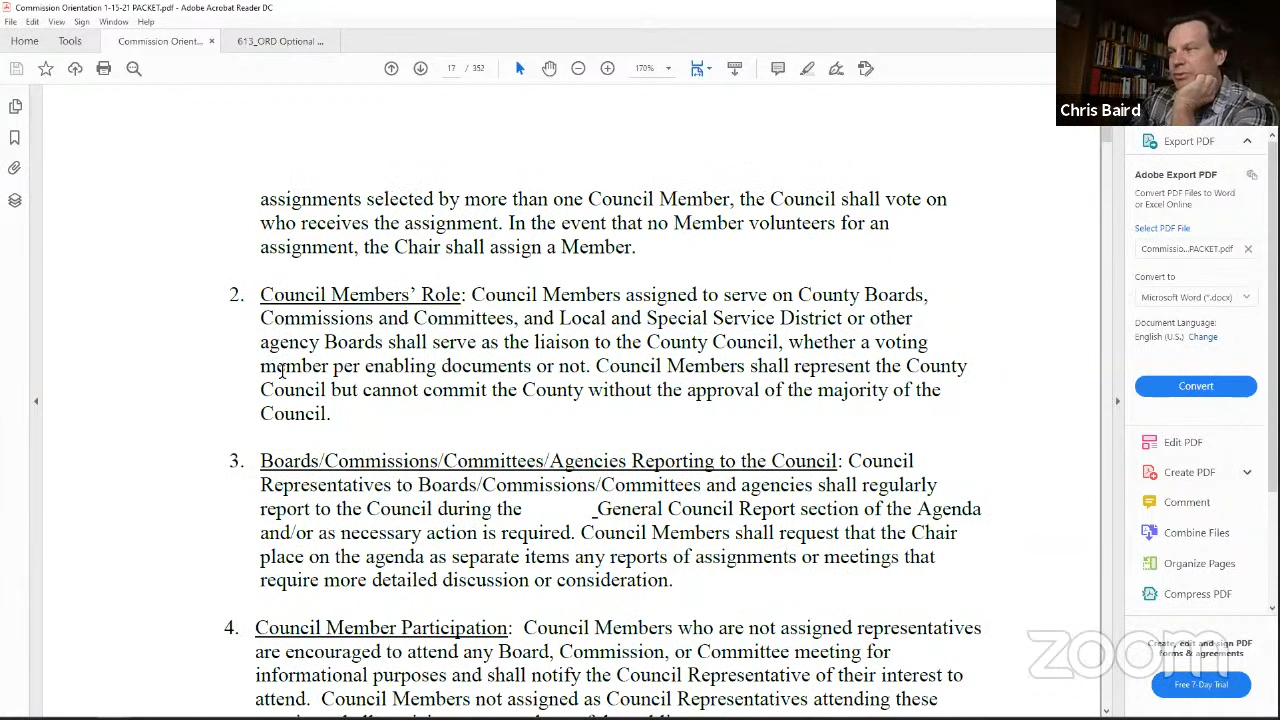 Commission Orientation 1-15-21 PACKET.pdf - Adobe Acrobat Reader DC
File Edit View Sign Window Help
Home Tools Commission Orient... × 613_ORD Optional ...
17 / 352 170%
Chris Baird
assignments selected by more than one Council Member, the Council shall vote on
who receives the assignment. In the event that no Member volunteers for an
assignment, the Chair shall assign a Member.
2. Council Members’ Role: Council Members assigned to serve on County Boards,
Commissions and Committees, and Local and Special Service District or other
agency Boards shall serve as the liaison to the County Council, whether a voting
member per enabling documents or not. Council Members shall represent the County
Council but cannot commit the County without the approval of the majority of the
Council.
3. Boards/Commissions/Committees/Agencies Reporting to the Council: Council
Representatives to Boards/Commissions/Committees and agencies shall regularly
report to the Council during the _General Council Report section of the Agenda
and/or as necessary action is required. Council Members shall request that the Chair
place on the agenda as separate items any reports of assignments or meetings that
require more detailed discussion or consideration.
4. Council Member Participation: Council Members who are not assigned representatives
are encouraged to attend any Board, Commission, or Committee meeting for
informational purposes and shall notify the Council Representative of their interest to
attend. Council Members not assigned as Council Representatives attending these
Export PDF
Adobe Export PDF
Convert PDF Files to Word
or Excel Online
Select PDF File
Commissio...PACKET.pdf ×
Convert to
Microsoft Word (*.docx)
Document Language:
English (U.S.) Change
Convert
Edit PDF
Create PDF
Comment
Combine Files
Organize Pages
Compress PDF
Create, edit and sign PDF
forms & agreements
Free 7-Day Trial
zoom